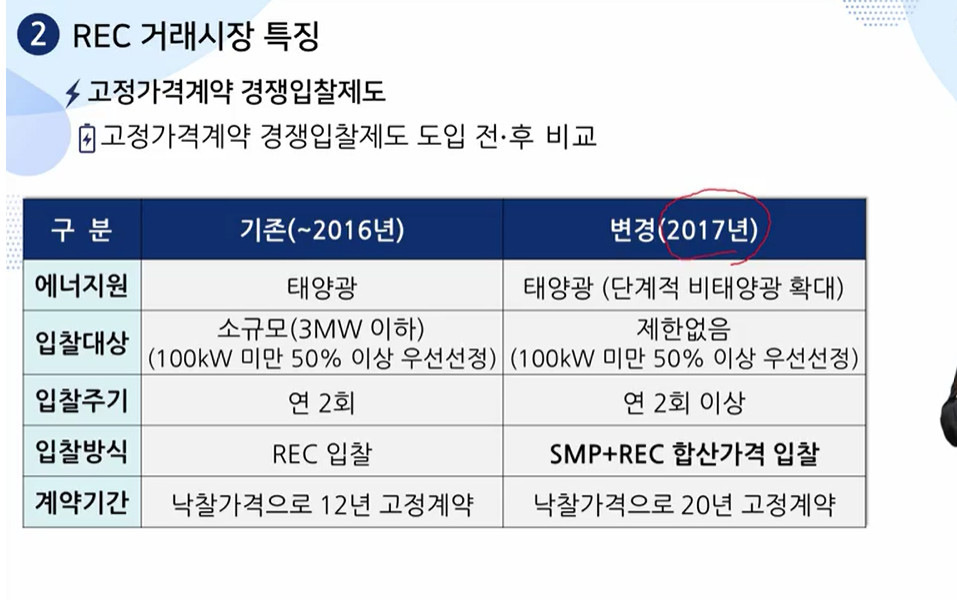 2 REC 거래시장 특징
고정가격계약 경쟁입찰제도
고정가격계약 경쟁입찰제도 도입 전·후 비교
구 분 기존(~2016년) 변경(2017년)
에너지원 태양광 태양광 (단계적 비태양광 확대)
입찰대상 소규모(3MW 이하) 제한없음
(100kW 미만 50% 이상 우선선정) (100kW 미만 50% 이상 우선선정)
입찰주기 연 2회 연 2회 이상
입찰방식 REC 입찰 SMP+REC 합산가격 입찰
계약기간 낙찰가격으로 12년 고정계약 낙찰가격으로 20년 고정계약